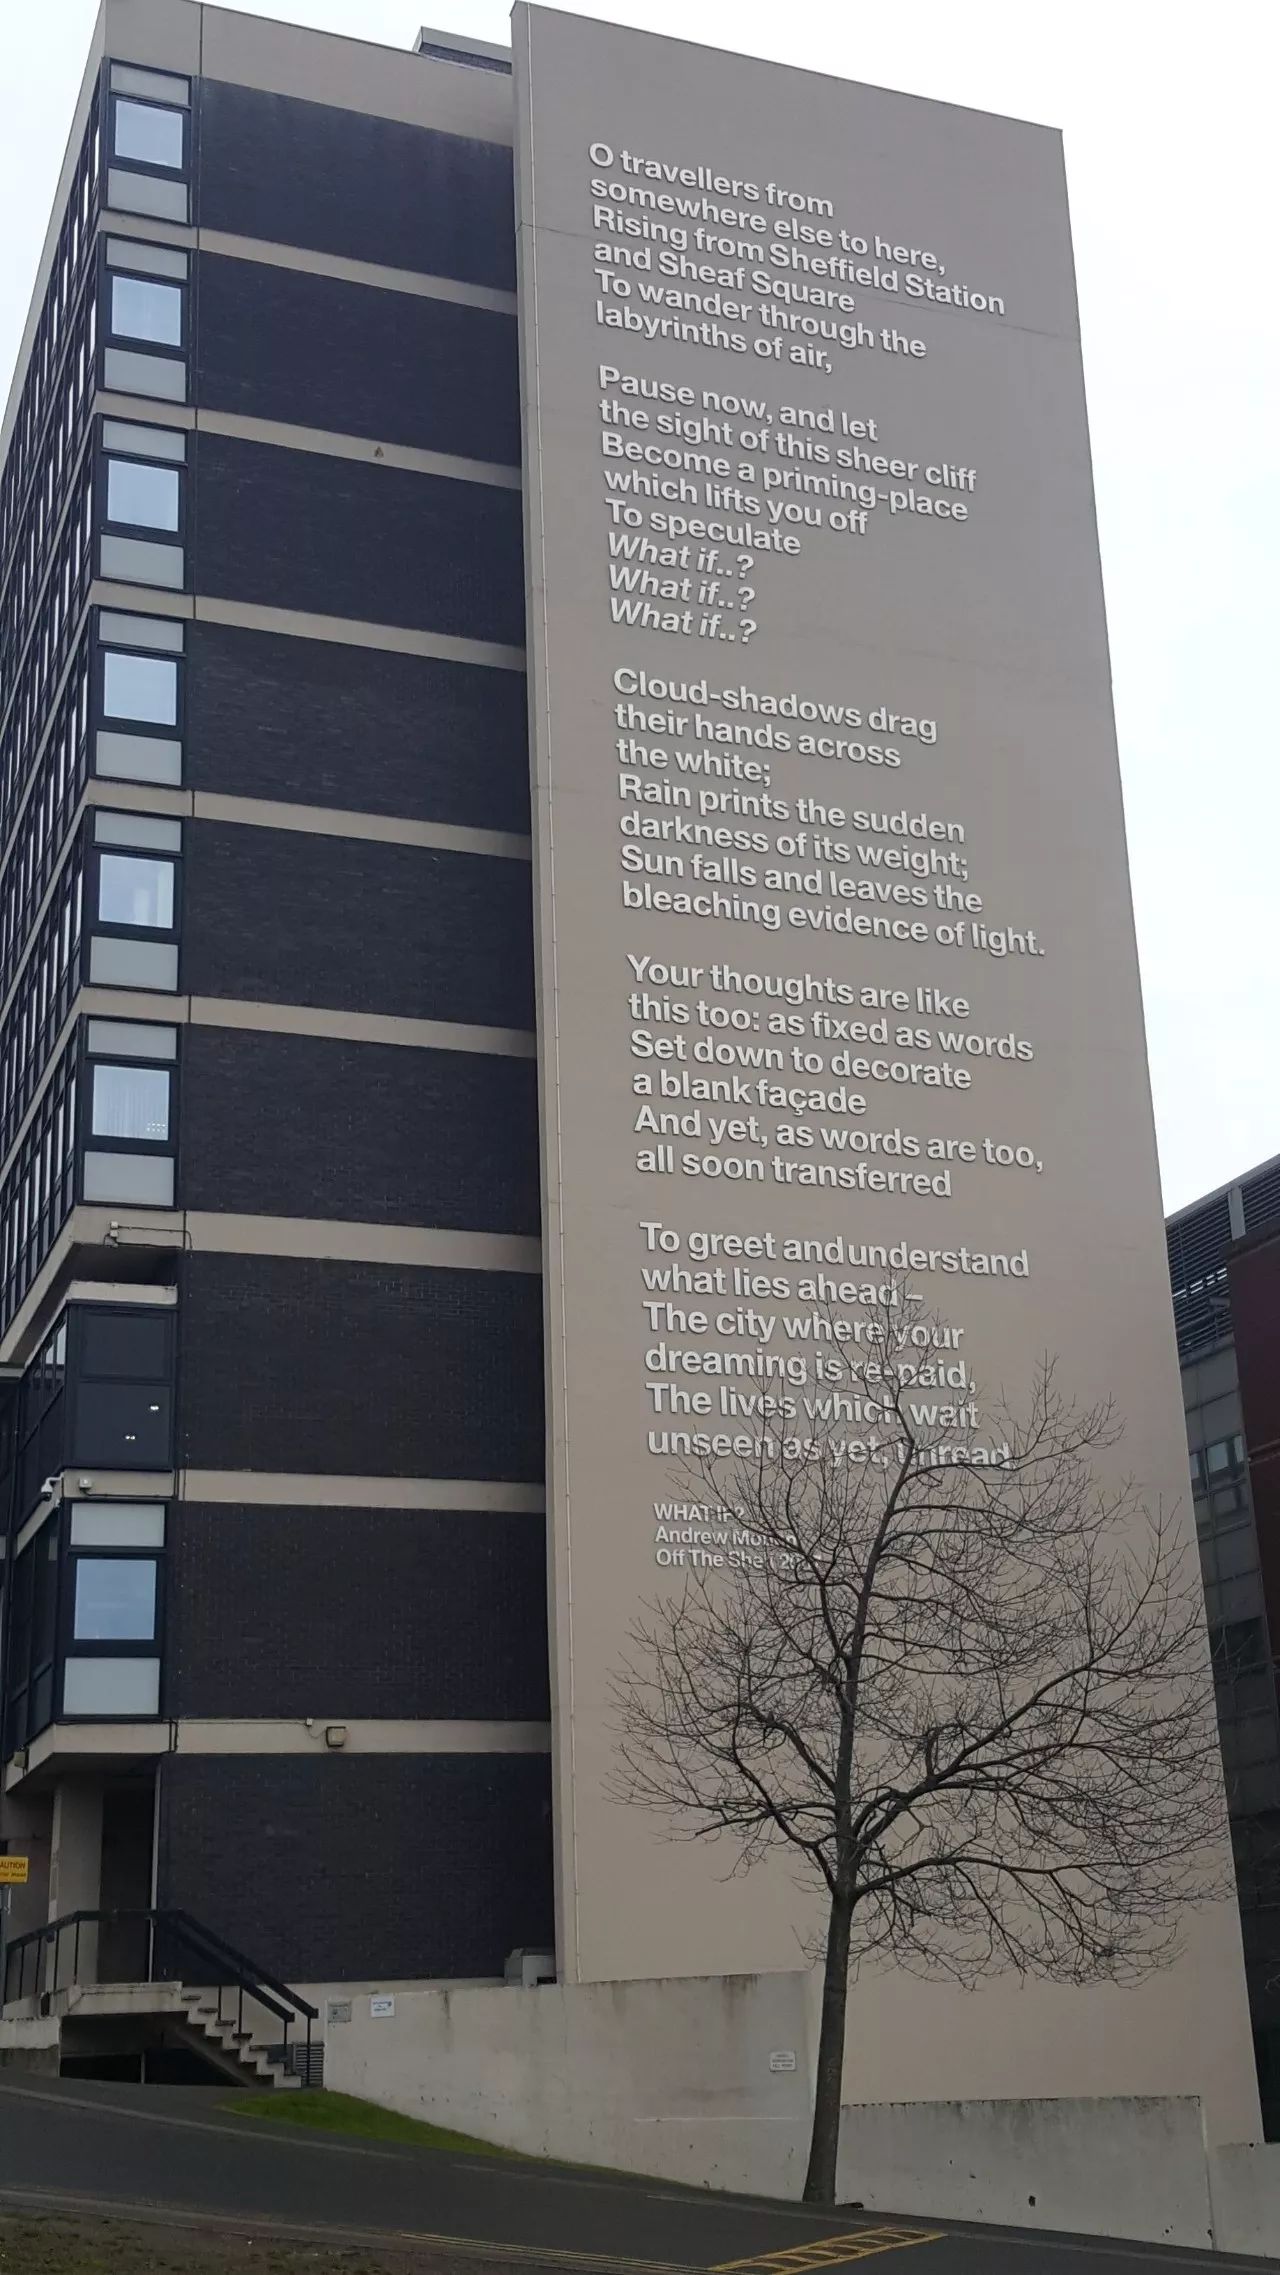 O travellers from
somewhere else to here,
Rising from Sheffield Station
and Sheaf Square
To wander through the
labyrinths of air,
Pause now, and let
the sight of this sheer cliff
Become a priming-place
which lifts you off
To speculate
What if..?
What if..?
What if..?
Cloud-shadows drag
their hands across
the white;
Rain prints the sudden
darkness of its weight;
Sun falls and leaves the
bleaching evidence of light.
Your thoughts are like
this too: as fixed as words
Set down to decorate
a blank façade
And yet, as words are too,
all soon transferred
To greet and understand
what lies ahead –
The city where your
dreaming is re-paid,
The lives which wait
unseen as yet, unread.
WHAT IF?
Andrew Motion
Off The Shelf
CAUTION